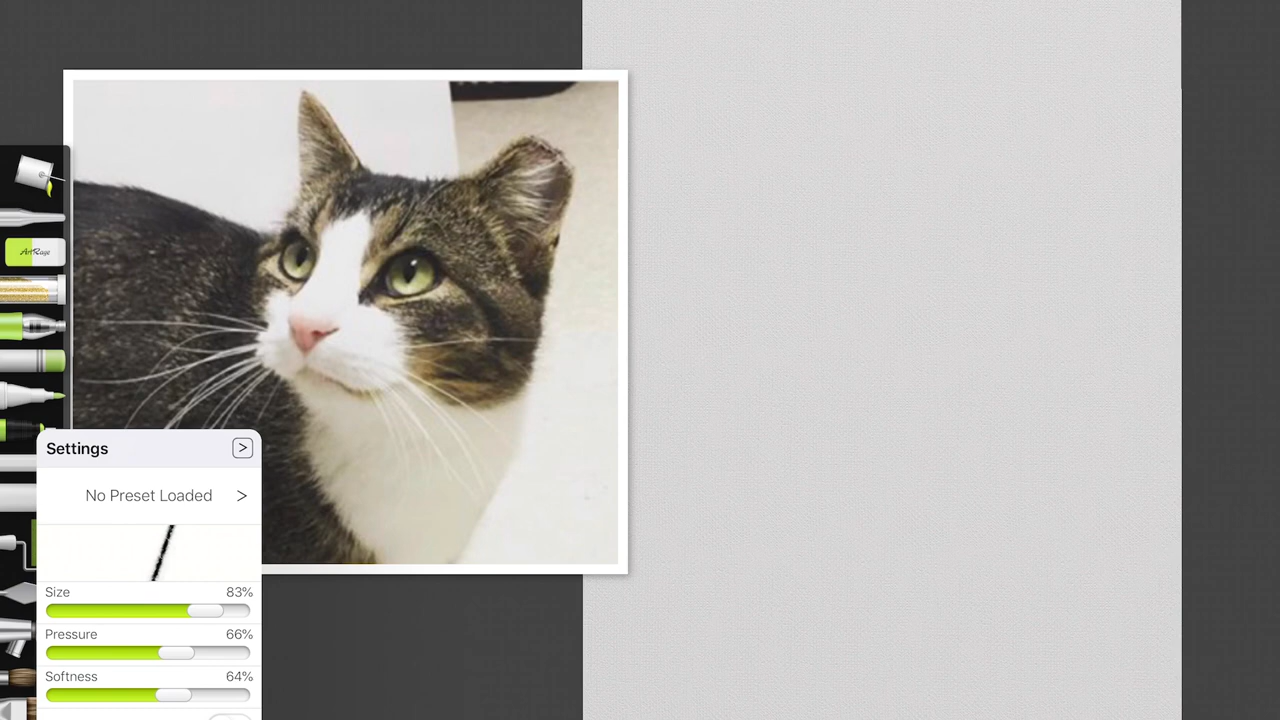 ArtRage
Settings
No Preset Loaded
Size 83%
Pressure 66%
Softness 64%